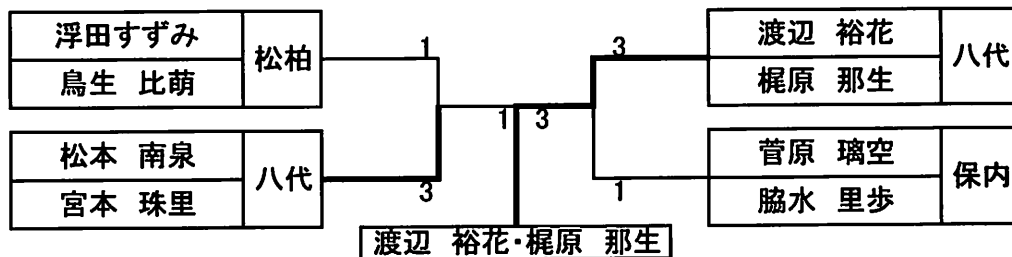 浮田すずみ
鳥生 比萌
松柏
1
松本 南泉
宮本 珠里
八代
3
1
3
3
渡辺 裕花
梶原 那生
八代
1
菅原 璃空
脇水 里歩
保内
渡辺 裕花・梶原 那生